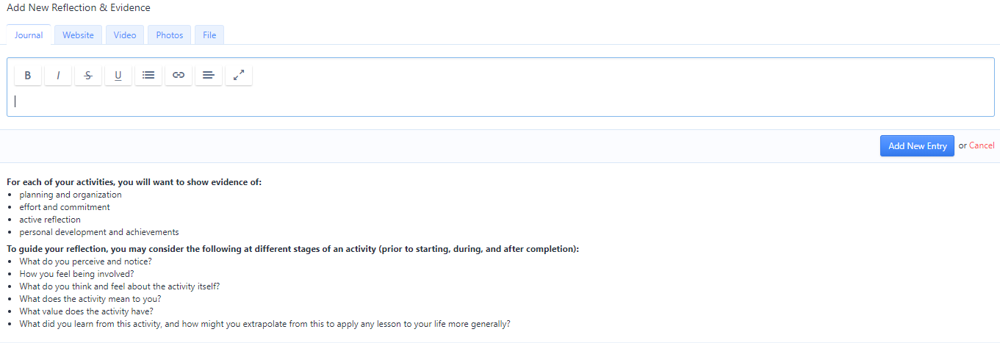 Add New Reflection & Evidence
Journal Website Video Photos File
B I S U
Add New Entry or Cancel
For each of your activities, you will want to show evidence of:
• planning and organization
• effort and commitment
• active reflection
• personal development and achievements
To guide your reflection, you may consider the following at different stages of an activity (prior to starting, during, and after completion):
• What do you perceive and notice?
• How you feel being involved?
• What do you think and feel about the activity itself?
• What does the activity mean to you?
• What value does the activity have?
• What did you learn from this activity, and how might you extrapolate from this to apply any lesson to your life more generally?